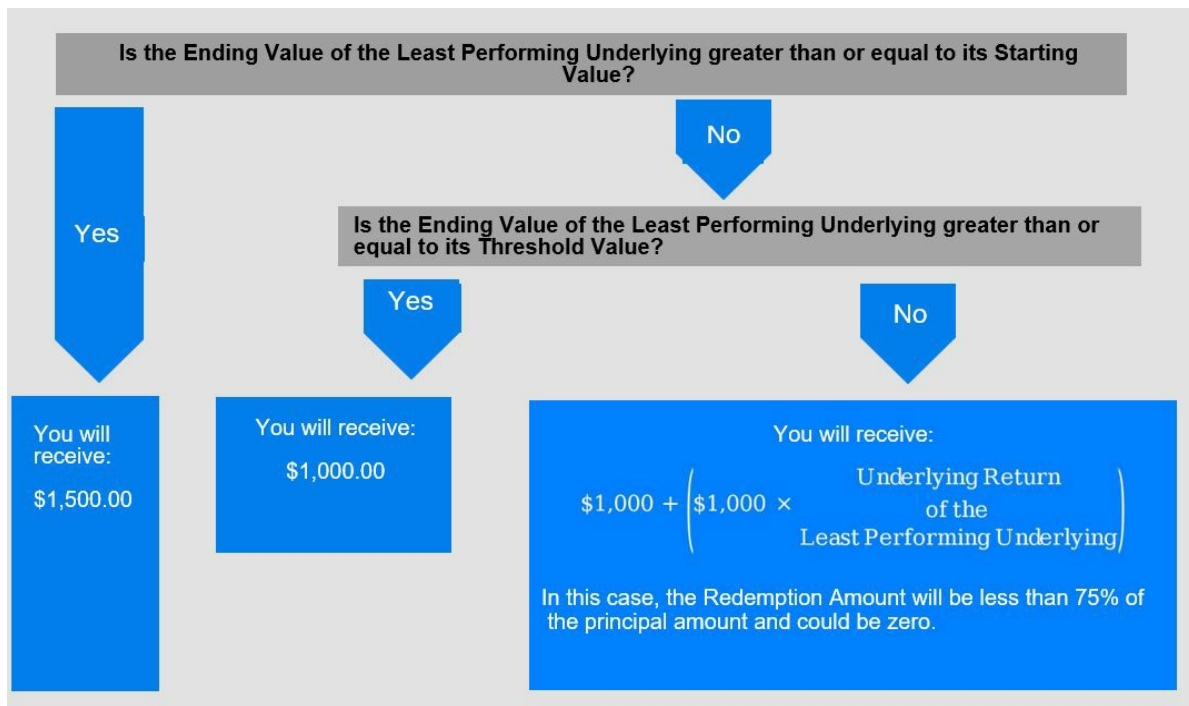 Is the Ending Value of the Least Performing Underlying greater than or equal to its Starting
Value?
No
Yes
Is the Ending Value of the Least Performing Underlying greater than or
equal to its Threshold Value?
Yes
No
You will
receive:
$1,500.00
You will receive:
$1,000.00
You will receive:
$1,000 + ($1,000 × Underlying Return
of the
Least Performing Underlying)
In this case, the Redemption Amount will be less than 75% of
the principal amount and could be zero.